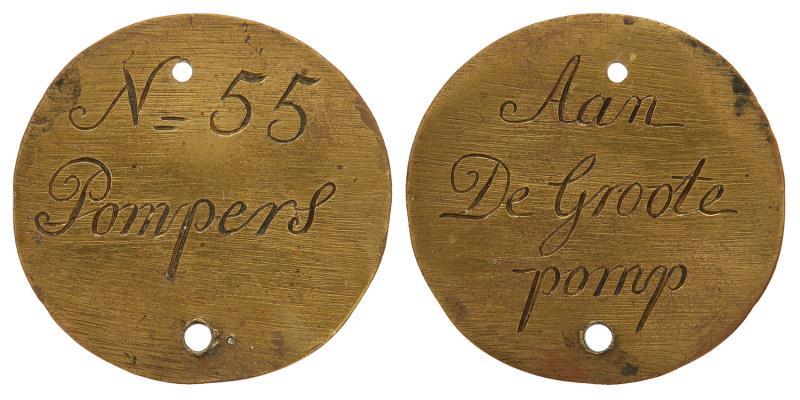 N= 55
Pompers
Aan
De Groote
pomp